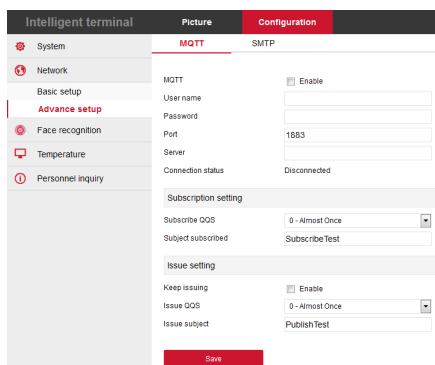 Intelligent terminal
Picture
Configuration
System
Network
Basic setup
Advance setup
Face recognition
Temperature
Personnel inquiry
MQTT
SMTP
MQTT
Enable
User name
Password
Port
1883
Server
Connection status
Disconnected
Subscription setting
Subscribe QQS
0 - Almost Once
Subject subscribed
SubscribeTest
Issue setting
Keep issuing
Enable
Issue QQS
0 - Almost Once
Issue subject
PublishTest
Save